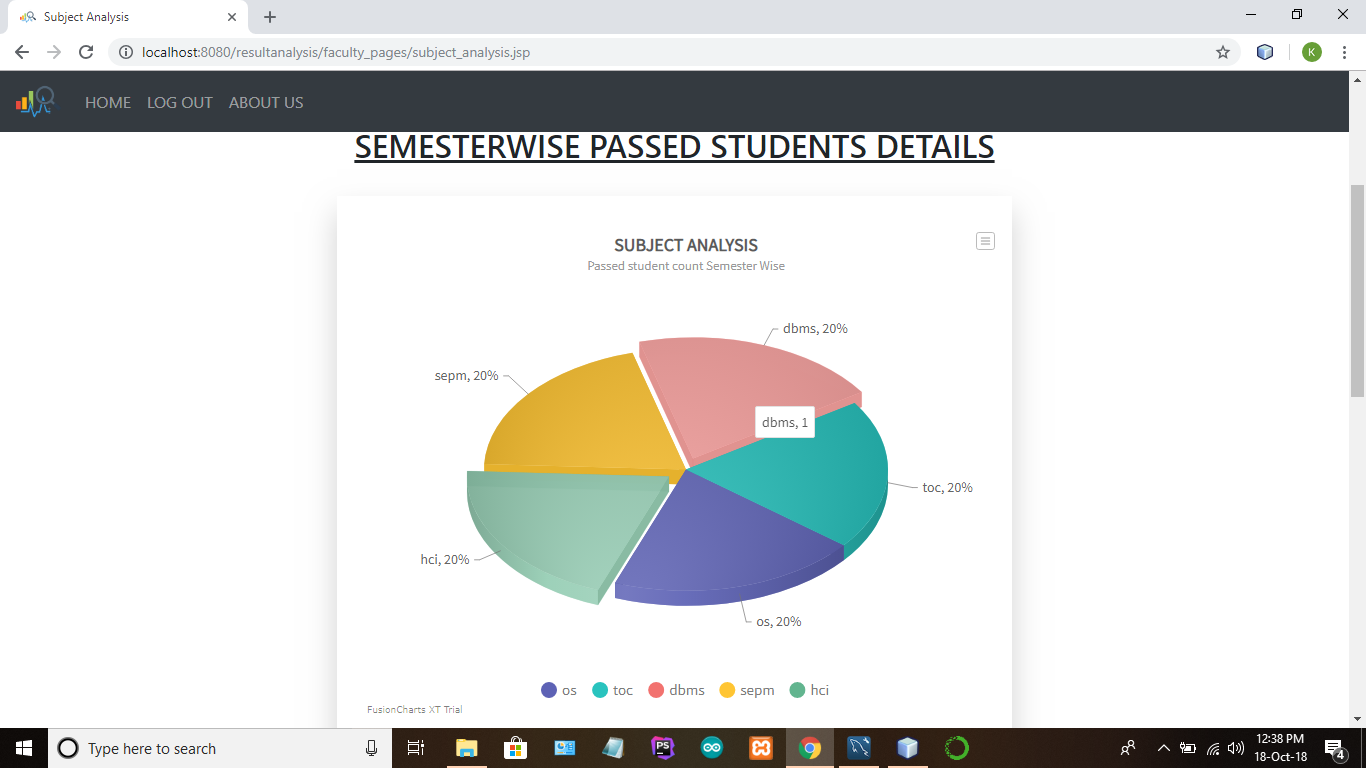 Subject Analysis
localhost:8080/resultanalysis/faculty_pages/subject_analysis.jsp
K
HOME LOG OUT ABOUT US
SEMESTERWISE PASSED STUDENTS DETAILS
SUBJECT ANALYSIS
Passed student count Semester Wise
dbms, 20%
sepm, 20%
dbms, 1
toc, 20%
hci, 20%
os, 20%
os toc dbms sepm hci
FusionCharts XT Trial
Type here to search
PS
12:38 PM
18-Oct-18
4